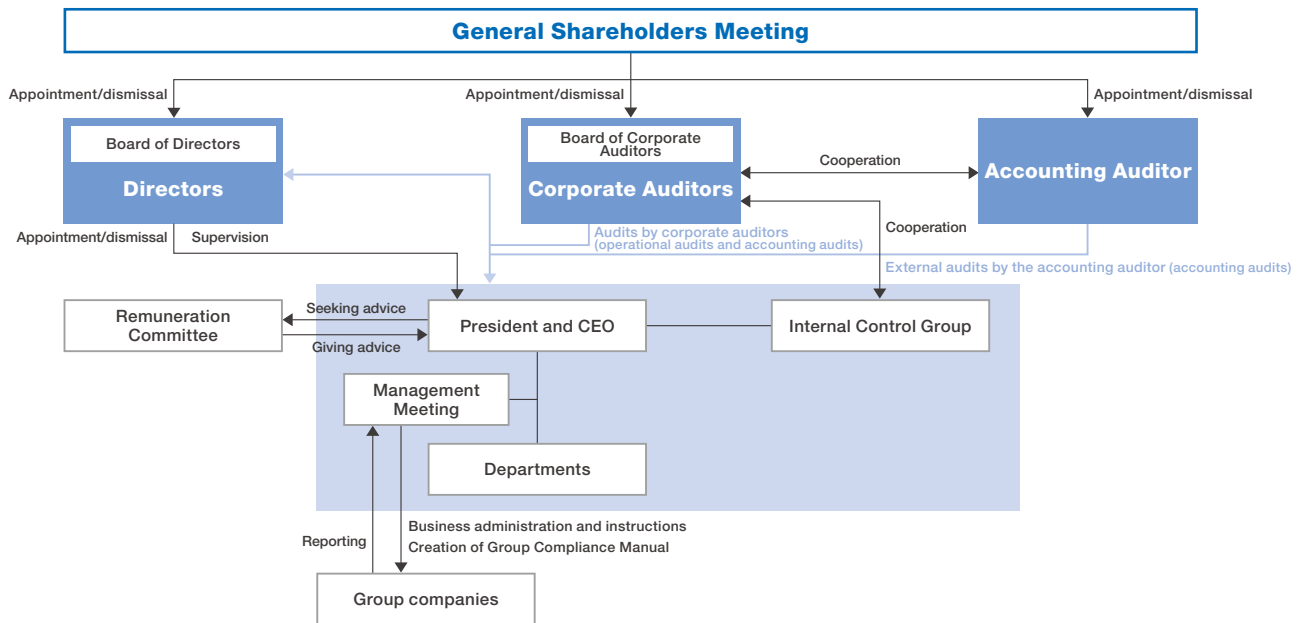 General Shareholders Meeting
Appointment/dismissal
Appointment/dismissal
Appointment/dismissal
Board of Directors
Directors
Board of Corporate
Auditors
Corporate Auditors
Cooperation
Accounting Auditor
Appointment/dismissal
Supervision
Audits by corporate auditors
(operational audits and accounting audits)
Cooperation
External audits by the accounting auditor (accounting audits)
Remuneration
Committee
Seeking advice
Giving advice
President and CEO
Internal Control Group
Management
Meeting
Departments
Reporting
Business administration and instructions
Creation of Group Compliance Manual
Group companies